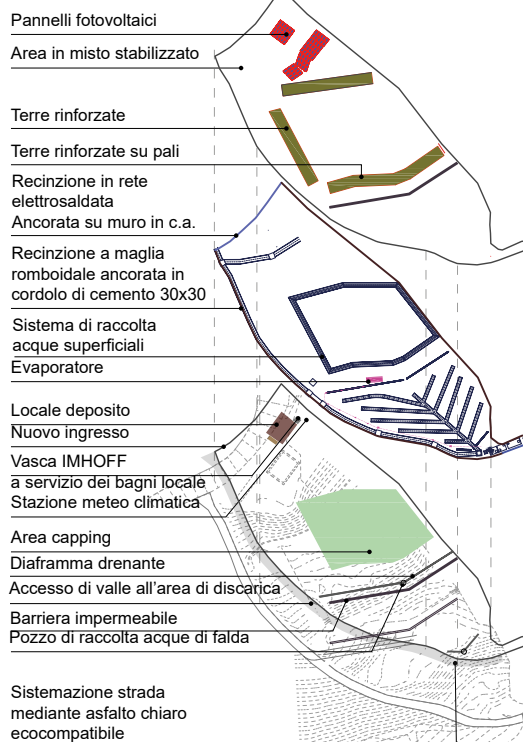 Pannelli fotovoltaici
Area in misto stabilizzato
Terre rinforzate
Terre rinforzate su pali
Recinzione in rete
elettrosaldata
Ancorata su muro in c.a.
Recinzione a maglia
romboidale ancorata in
cordolo di cemento 30x30
Sistema di raccolta
acque superficiali
Evaporatore
Locale deposito
Nuovo ingresso
Vasca IMHOFF
a servizio dei bagni locale
Stazione meteo climatica
Area capping
Diaframma drenante
Accesso di valle all'area di discarica
Barriera impermeabile
Pozzo di raccolta acque di falda
Sistemazione strada
mediante asfalto chiaro
ecocompatibile